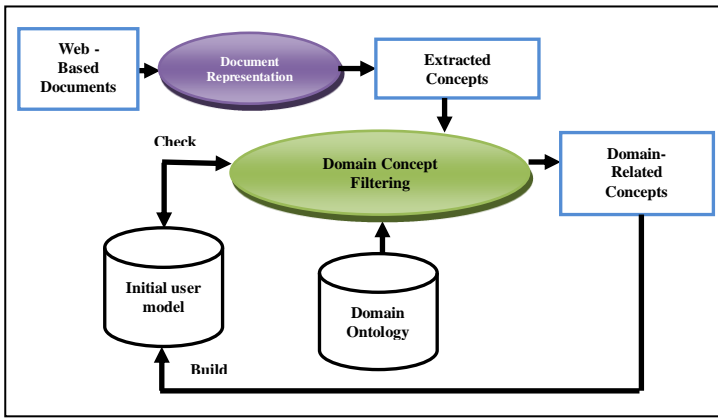 Web -
Based
Documents
Document
Representation
Extracted
Concepts
Check
Domain Concept
Filtering
Domain-
Related
Concepts
Initial user
model
Domain
Ontology
Build